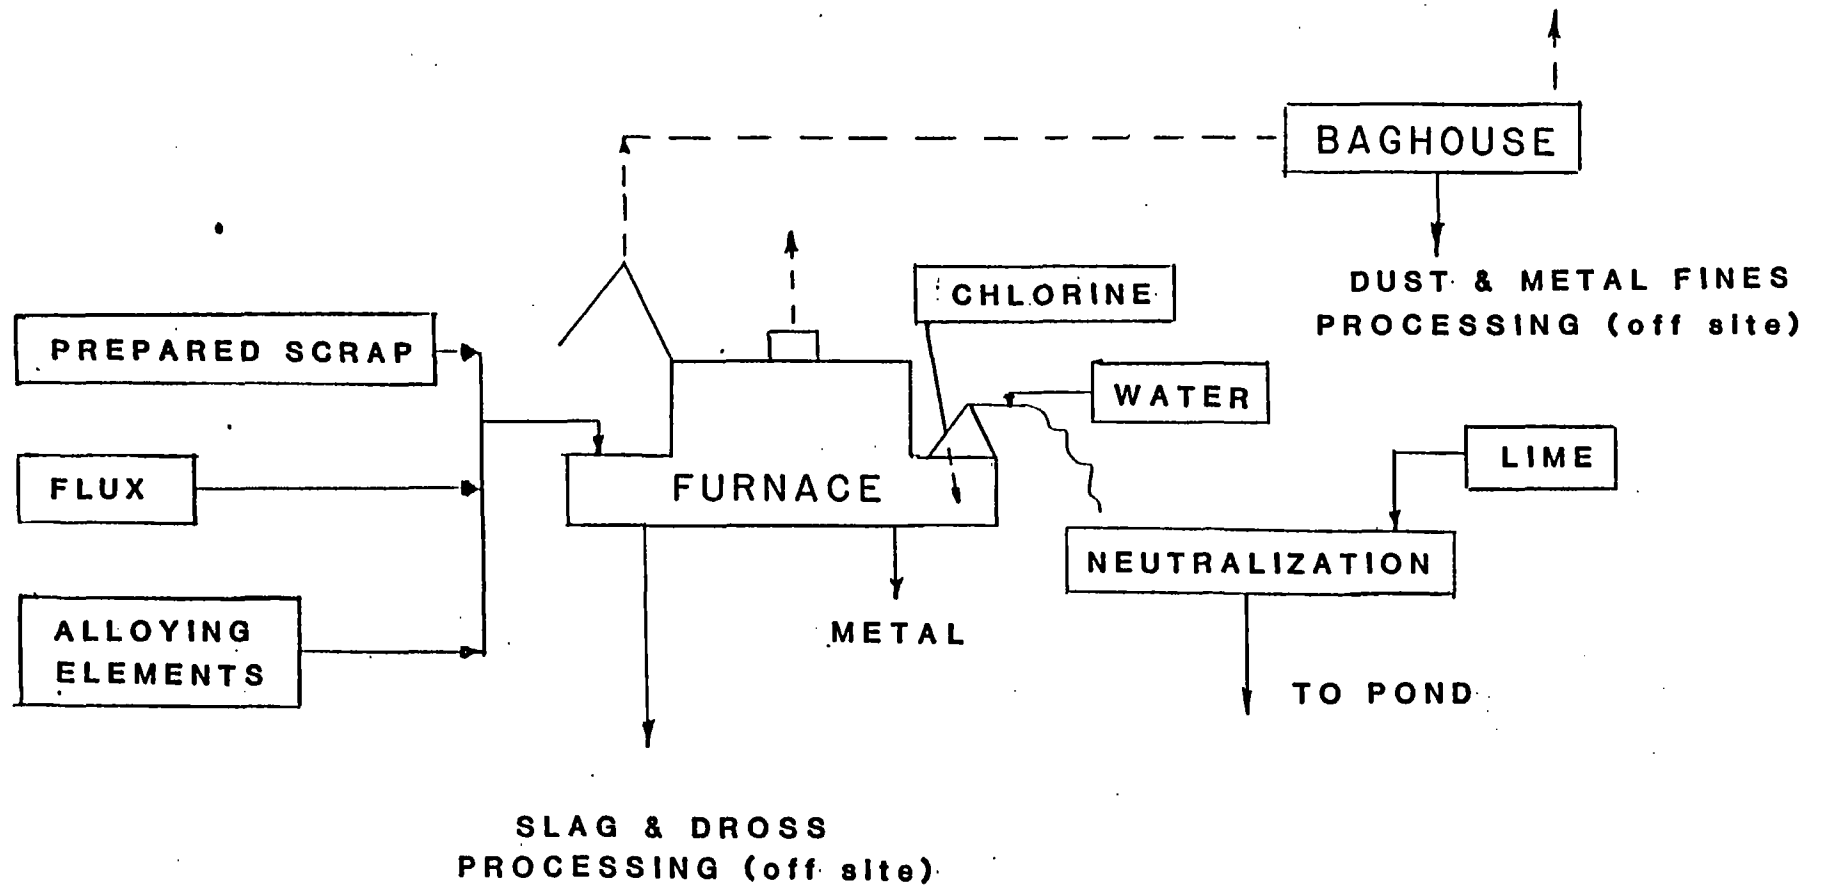 BAGHOUSE
DUST & METAL FINES
PROCESSING (off site)
CHLORINE
PREPARED SCRAP
WATER
LIME
FLUX
FURNACE
NEUTRALIZATION
ALLOYING
ELEMENTS
METAL
TO POND
SLAG & DROSS
PROCESSING (off site)